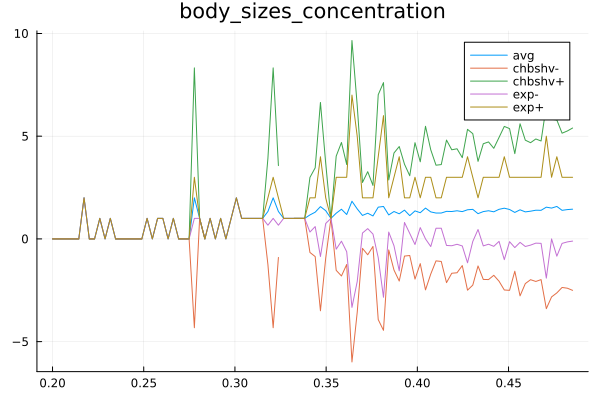 body_sizes_concentration
10
avg
chbshv-
chbshv+
exp-
exp+
5
0
−5
0.20 0.25 0.30 0.35 0.40 0.45